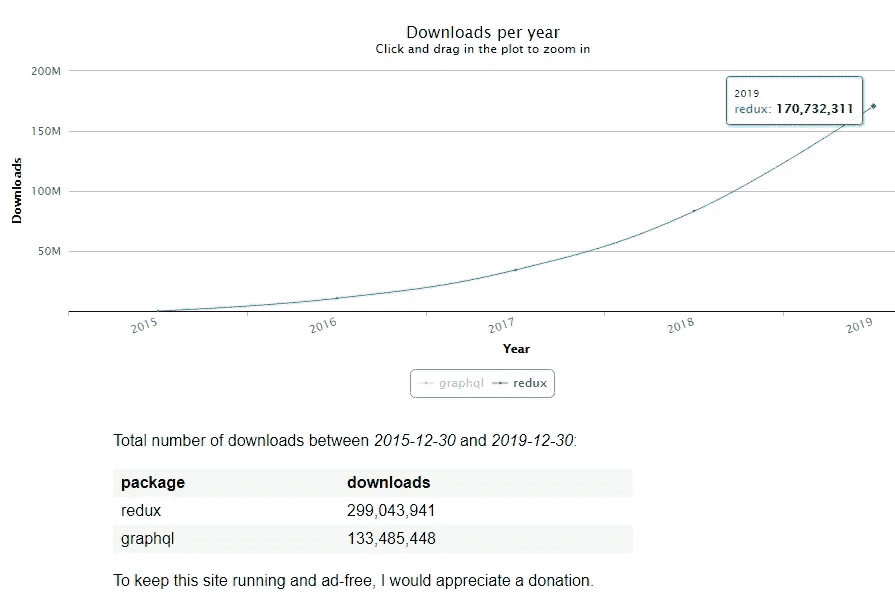 Downloads per year
Click and drag in the plot to zoom in
200M
150M
100M
50M
Downloads
2019
redux: 170,732,311
2015 2016 2017 2018 2019
Year
graphql redux
Total number of downloads between 2015-12-30 and 2019-12-30:
package downloads
redux 299,043,941
graphql 133,485,448
To keep this site running and ad-free, I would appreciate a donation.